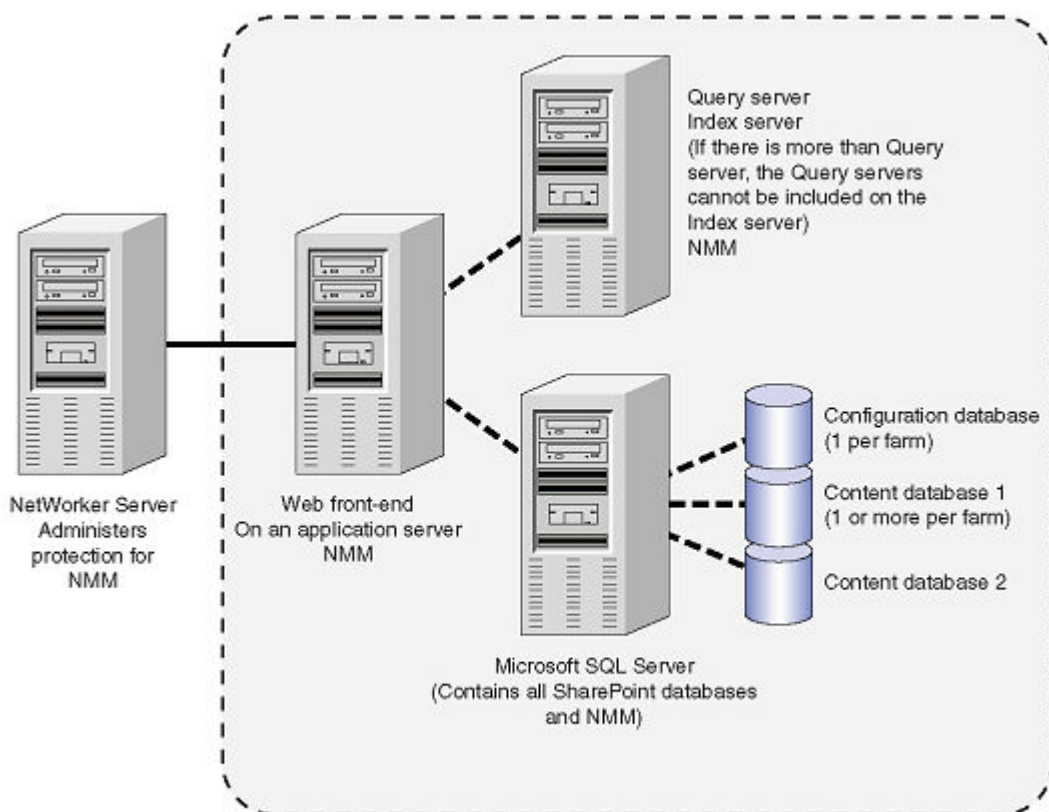 Query server
Index server
(If there is more than Query
server, the Query servers
cannot be included on the
Index server)
NMM
NetWorker Server
Administers
protection for
NMM
Web front-end
On an application server
NMM
Configuration database
(1 per farm)
Content database 1
(1 or more per farm)
Content database 2
Microsoft SQL Server
(Contains all SharePoint databases
and NMM)